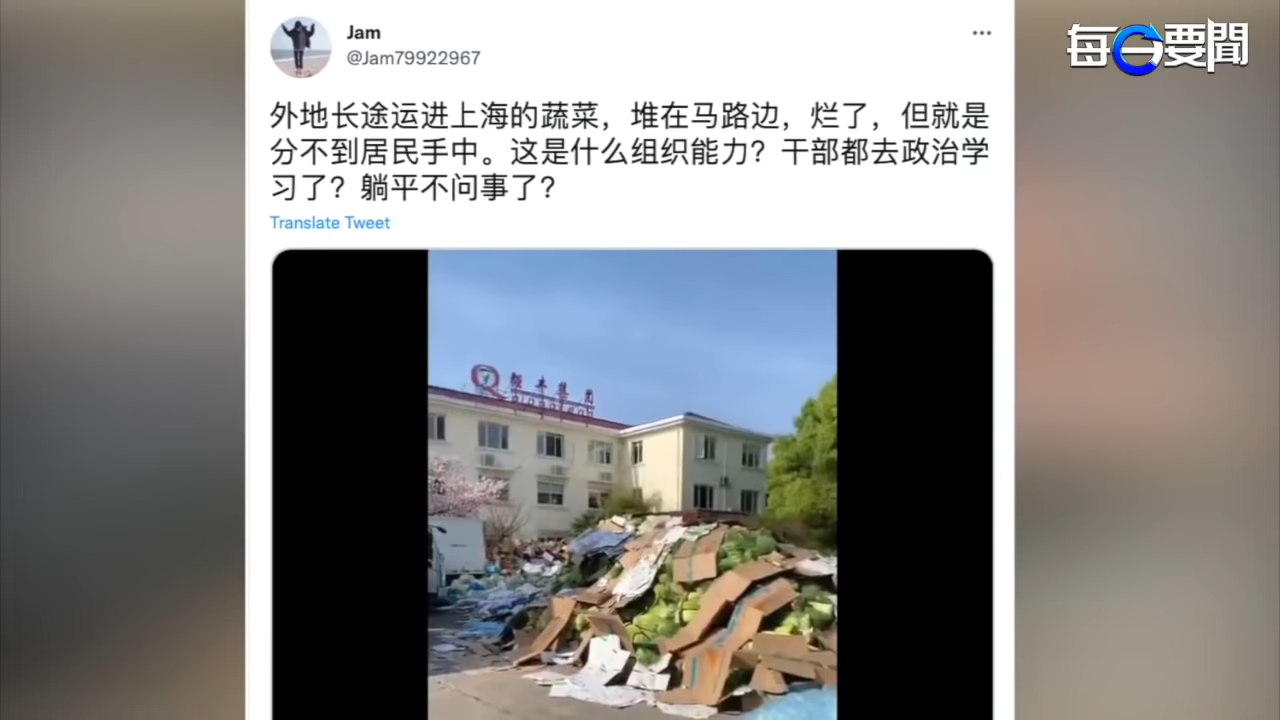 Jam
每日要聞
@Jam79922967
外地长途运进上海的蔬菜，堆在马路边，烂了，但就是
分不到居民手中。这是什么组织能力？干部都去政治学
习了？躺平不问事了？
Translate Tweet
集团